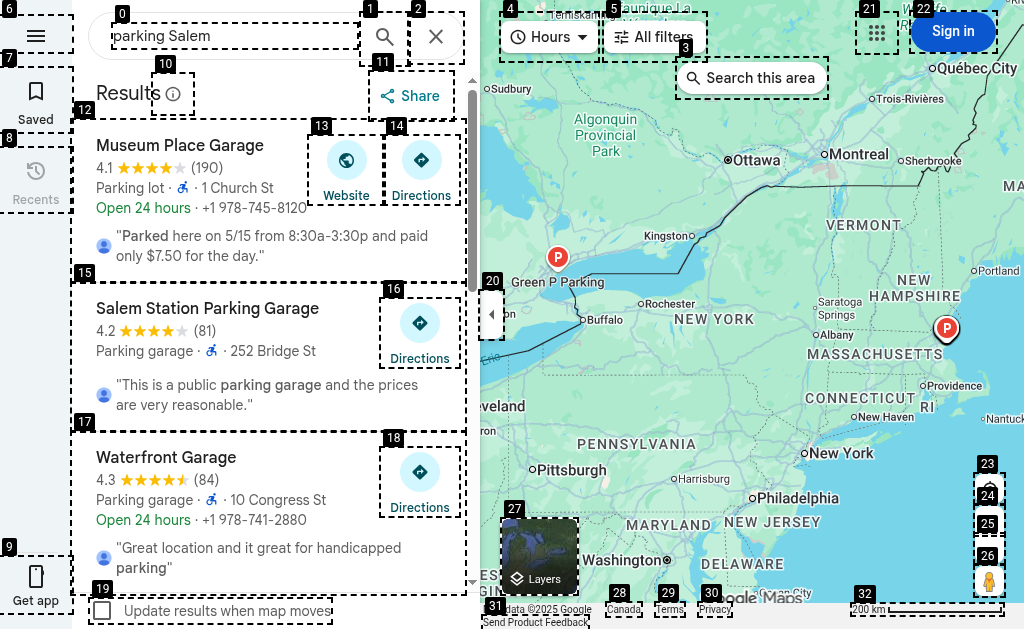 parking Salem
Results
Share
Saved
Recents
Get app
Museum Place Garage
4.1 (190)
Parking lot · · 1 Church St
Open 24 hours · +1 978-745-8120
Website
Directions
"Parked here on 5/15 from 8:30a-3:30p and paid
only $7.50 for the day."
Salem Station Parking Garage
4.2 (81)
Parking garage · · 252 Bridge St
Directions
"This is a public parking garage and the prices
are very reasonable."
Waterfront Garage
4.3 (84)
Parking garage · · 10 Congress St
Open 24 hours · +1 978-741-2880
Directions
"Great location and it great for handicapped
parking"
Update results when map moves
Hours
All filters
Search this area
Sign in
Québec City
Sudbury
Trois-Rivières
Algonquin
Provincial
Park
Ottawa
Montreal
Sherbrooke
MA
VERMONT
Kingston
Portland
Green P Parking
NEW
HAMPSHIRE
Rochester
Saratoga
Springs
Buffalo
NEW YORK
Albany
MASSACHUSETTS
Erie
Providence
CONNECTICUT
RI
eveland
New Haven
Nantuck
ron
PENNSYLVANIA
New York
Pittsburgh
Harrisburg
Philadelphia
MARYLAND
NEW JERSEY
Washington
DELAWARE
Layers
Google Maps
data ©2025 Google
Canada
Terms
Privacy
200 km
Send Product Feedback
0
1
2
3
4
5
6
7
8
9
10
11
12
13
14
15
16
17
18
19
20
21
22
23
24
25
26
27
28
29
30
31
32